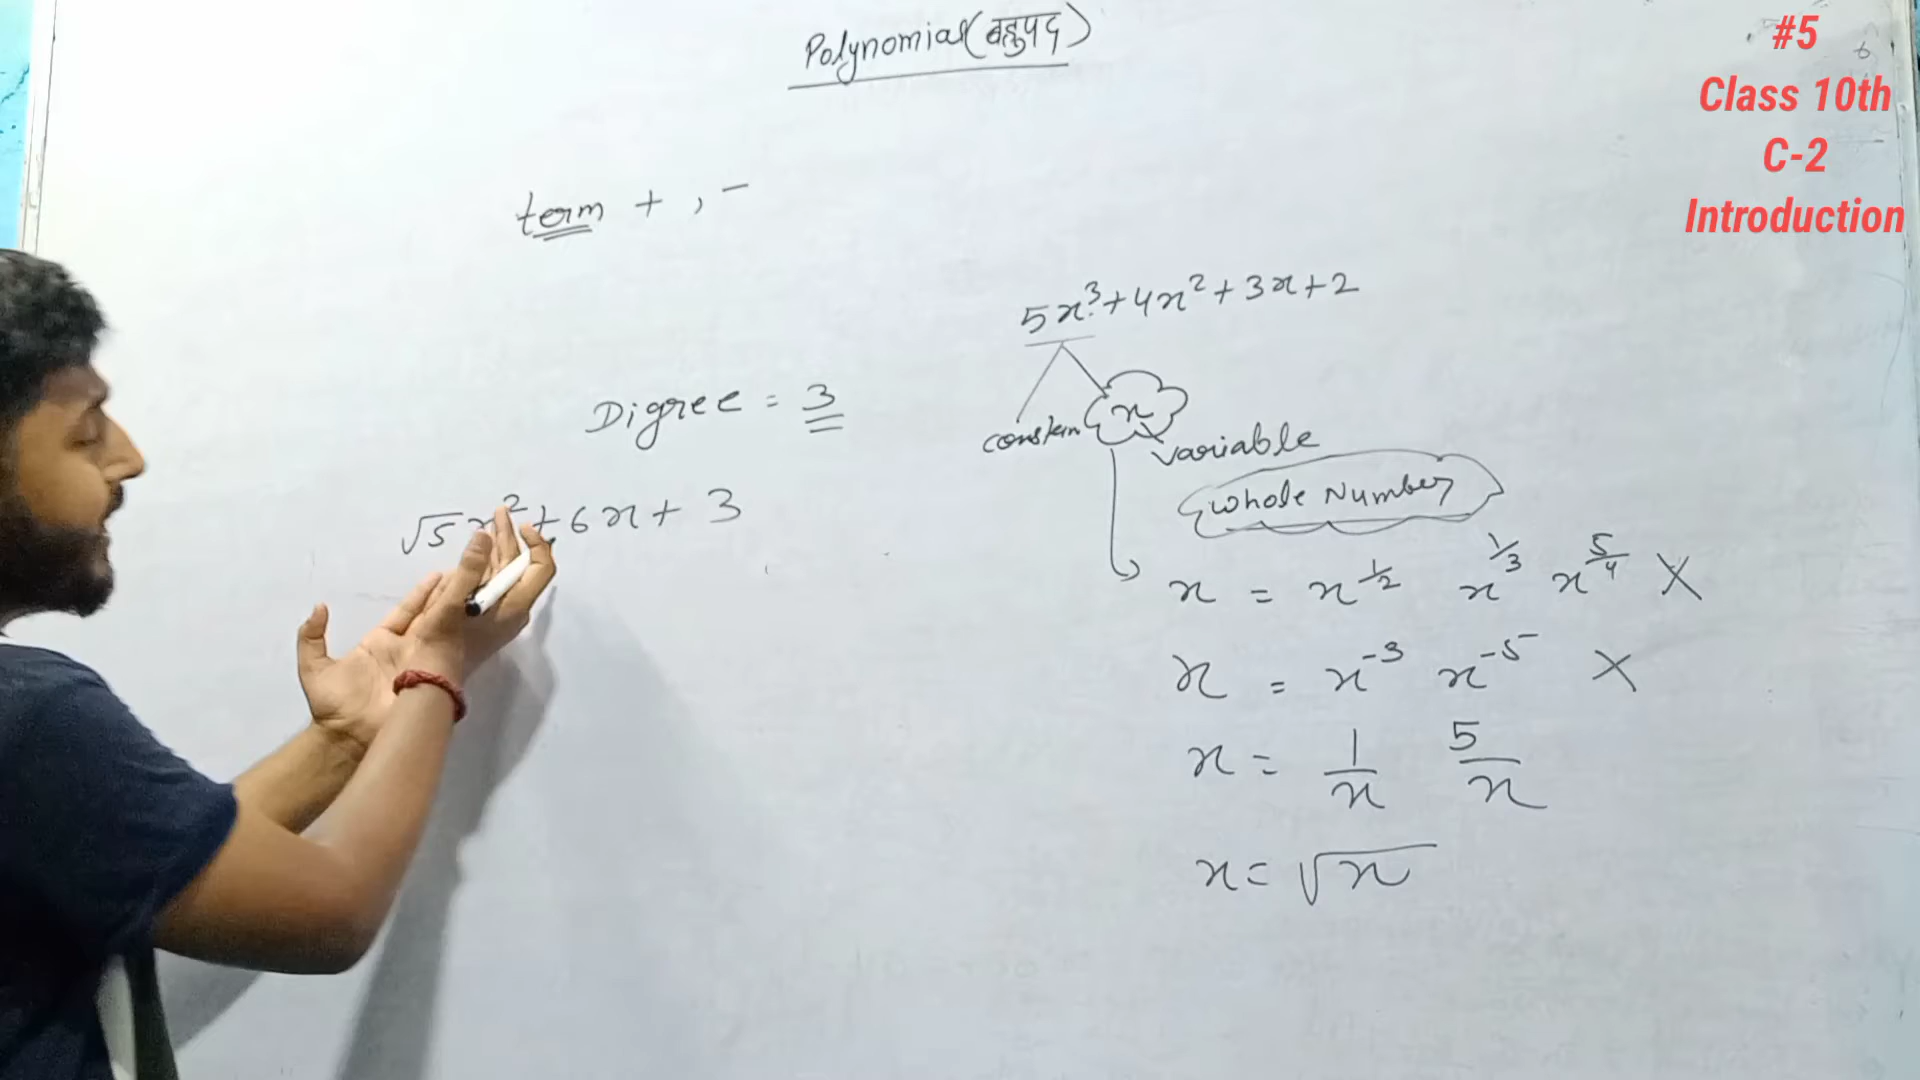 Polynomial (बहुपद)
#5
Class 10th
C-2
Introduction
term + , −
5x³+4x²+3x+2
Digree = 3
constan x
variable
√5x²+6x+3
Whole Number
x = x^1/2 x^1/3 x^5/4 X
x = x^-3 x^-5 X
x = 1/x 5/x
x = √x